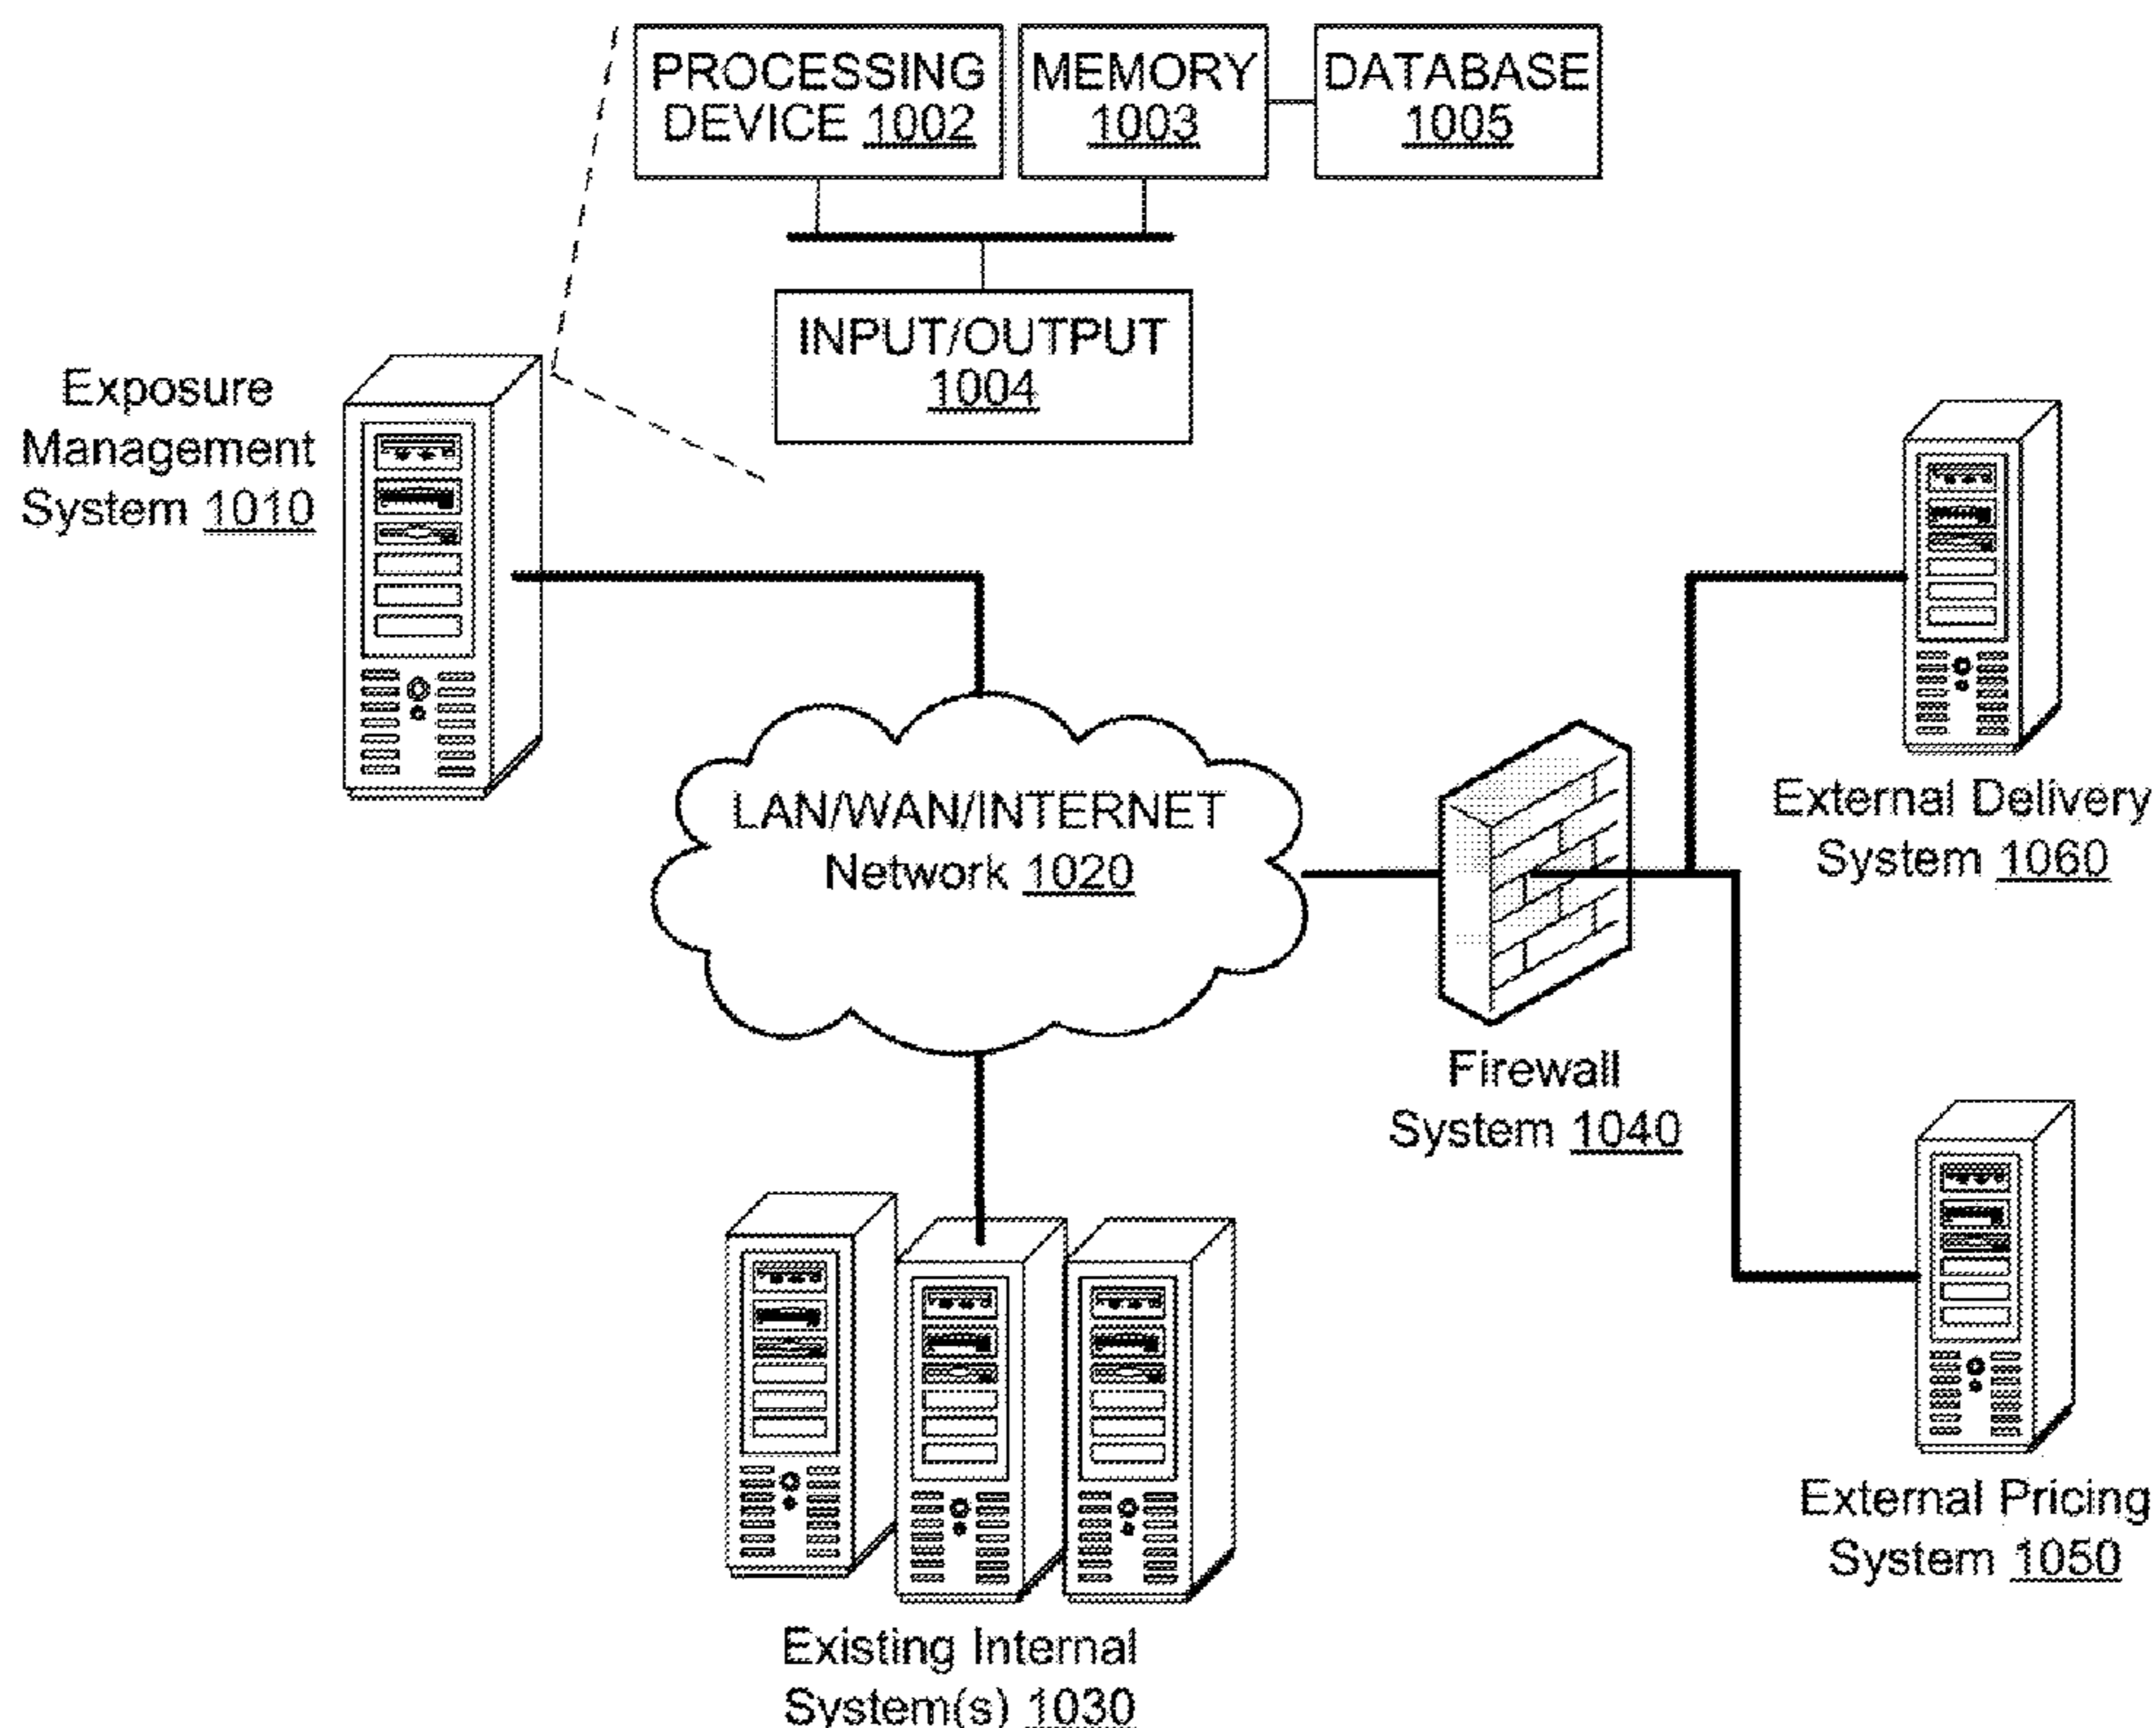 PROCESSING
DEVICE 1002
MEMORY
1003
DATABASE
1005
INPUT/OUTPUT
1004
Exposure
Management
System 1010
LAN/WAN/INTERNET
Network 1020
External Delivery
System 1060
Firewall
System 1040
External Pricing
System 1050
Existing Internal
System(s) 1030